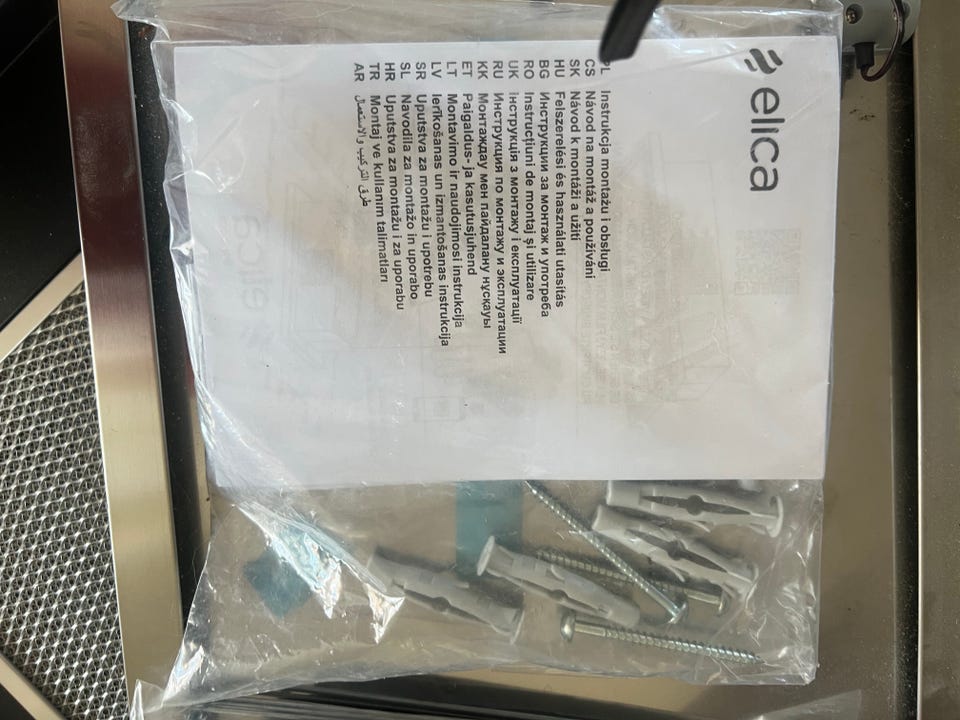 elica
PL Instrukcja montażu i obsługi
CS Návod na montáž a používání
SK Návod k montáži a užití
HU Felszerelési és használati utasítás
BG Инструкции за монтаж и употреба
RO Instrucțiuni de montaj și utilizare
UK Інструкція з монтажу і експлуатації
RU Инструкция по монтажу и эксплуатации
KK Монтаждау мен пайдалану нұсқауы
ET Paigaldus- ja kasutusjuhend
LT Montavimo ir naudojimosi instrukcija
LV Ierīkošanas un izmantošanas instrukcija
SR Uputstva za montažu i upotrebu
SL Navodila za montažo in uporabo
HR Uputstva za montažu i za uporabu
TR Montaj ve kullanım talimatları
AR طرق التركيب والاستعمال